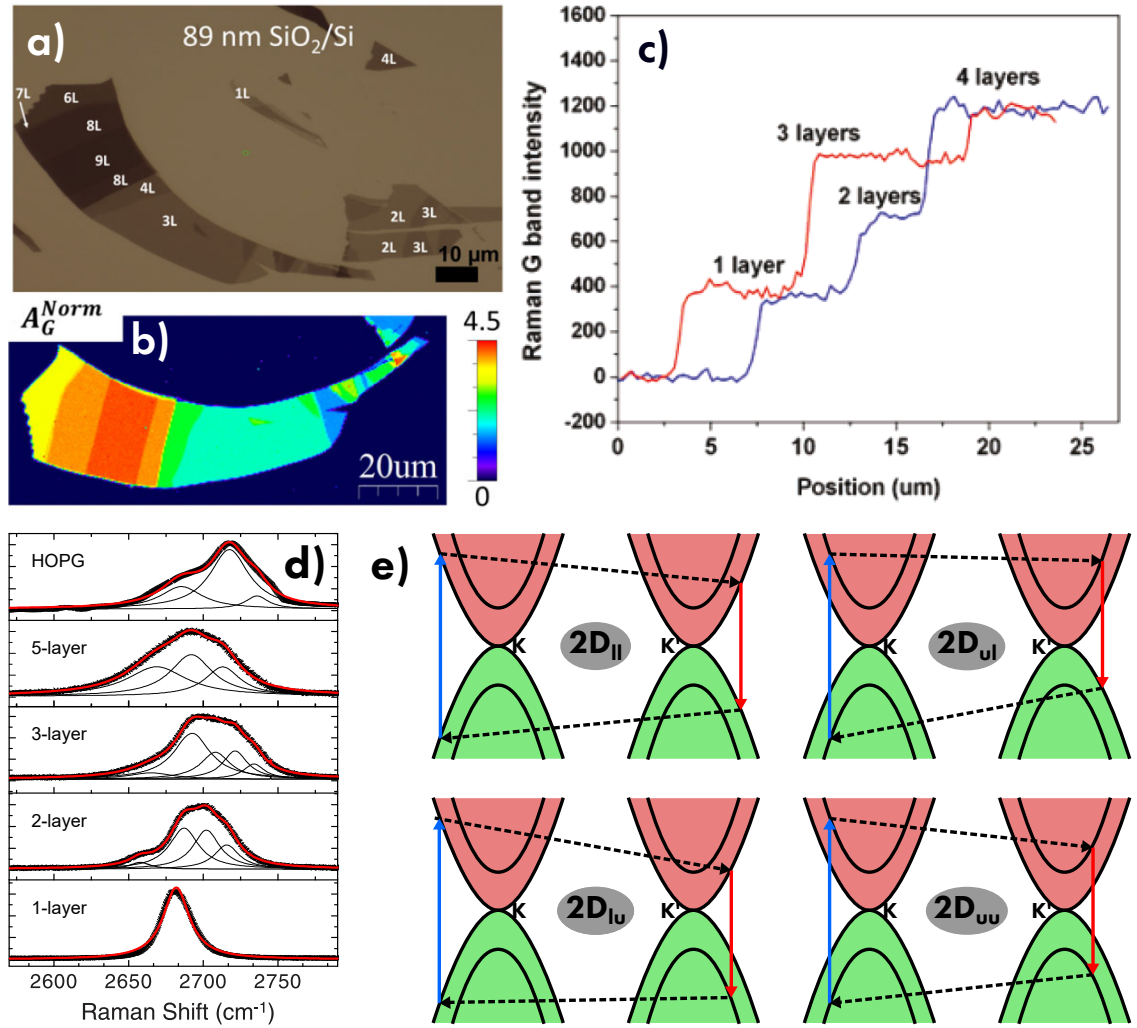 a)
89 nm SiO₂/Si
4L
7L
6L
1L
8L
9L
8L
4L
3L
2L
3L
2L
3L
10 µm
A_G^Norm
b)
4.5
0
20um
c)
1600
1400
1200
1000
800
600
400
200
0
-200
Raman G band intensity
4 layers
3 layers
2 layers
1 layer
0
5
10
15
20
25
Position (um)
d)
HOPG
5-layer
3-layer
2-layer
1-layer
2600
2650
2700
2750
Raman Shift (cm⁻¹)
e)
K
2D_ll
K'
K
2D_ul
K'
K
2D_lu
K'
K
2D_uu
K'